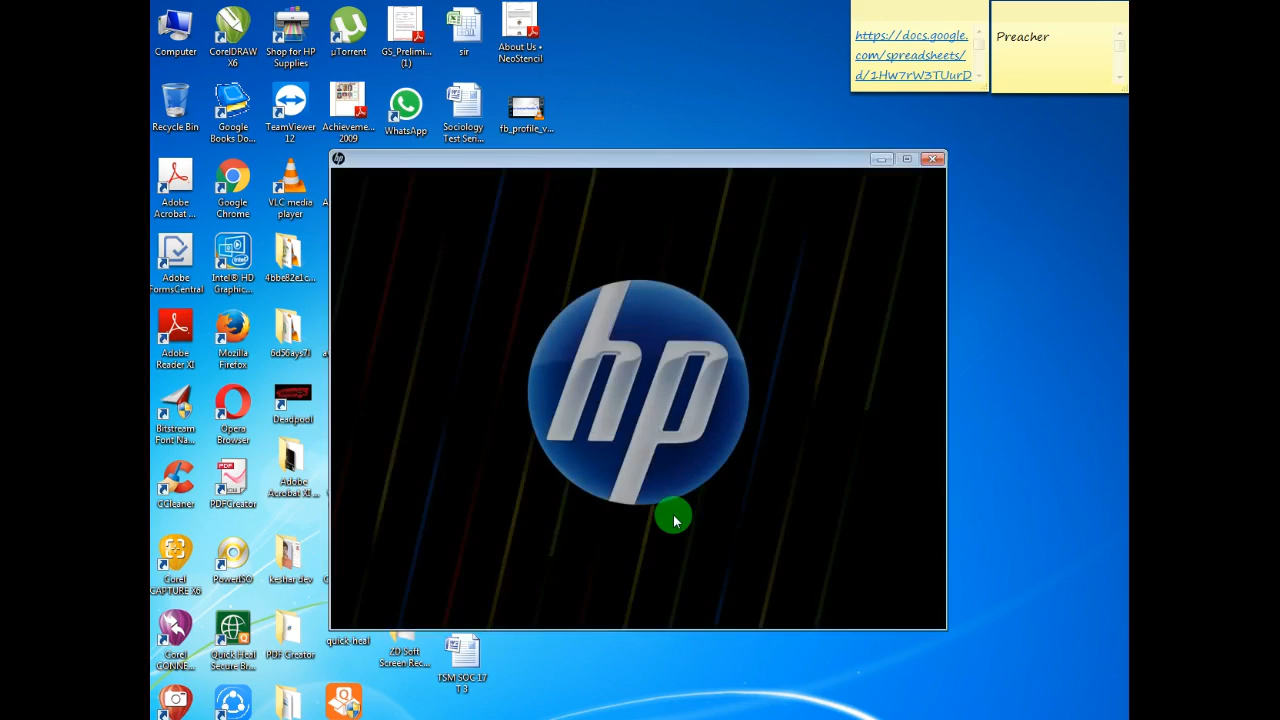 Computer
CorelDRAW
X6
Shop for HP
Supplies
µTorrent
GS_Prelimi...
(1)
sir
About Us •
NeoStencil
https://docs.google.
com/spreadsheets/
d/1Hw7rW3TUurD
Preacher
Recycle Bin
Google
Books Do...
TeamViewer
12
Achieveme...
2009
WhatsApp
Sociology
Test Seri...
fb_profile_v...
Adobe
Acrobat ...
Google
Chrome
VLC media
player
hp
Adobe
FormsCentral
Intel® HD
Graphic...
4bbe82e1c...
Adobe
Reader XI
Mozilla
Firefox
6d56ays7l
Bitstream
Font Na...
Opera
Browser
Deadpool
CCleaner
PDFCreator
Adobe
Acrobat XI...
Corel
CAPTURE X6
PowerISO
keshar dev
Corel
CONNE...
Quick Heal
Secure Br...
PDF Creator
quick heal
ZD Soft
Screen Rec...
TSM SOC 17
T 3